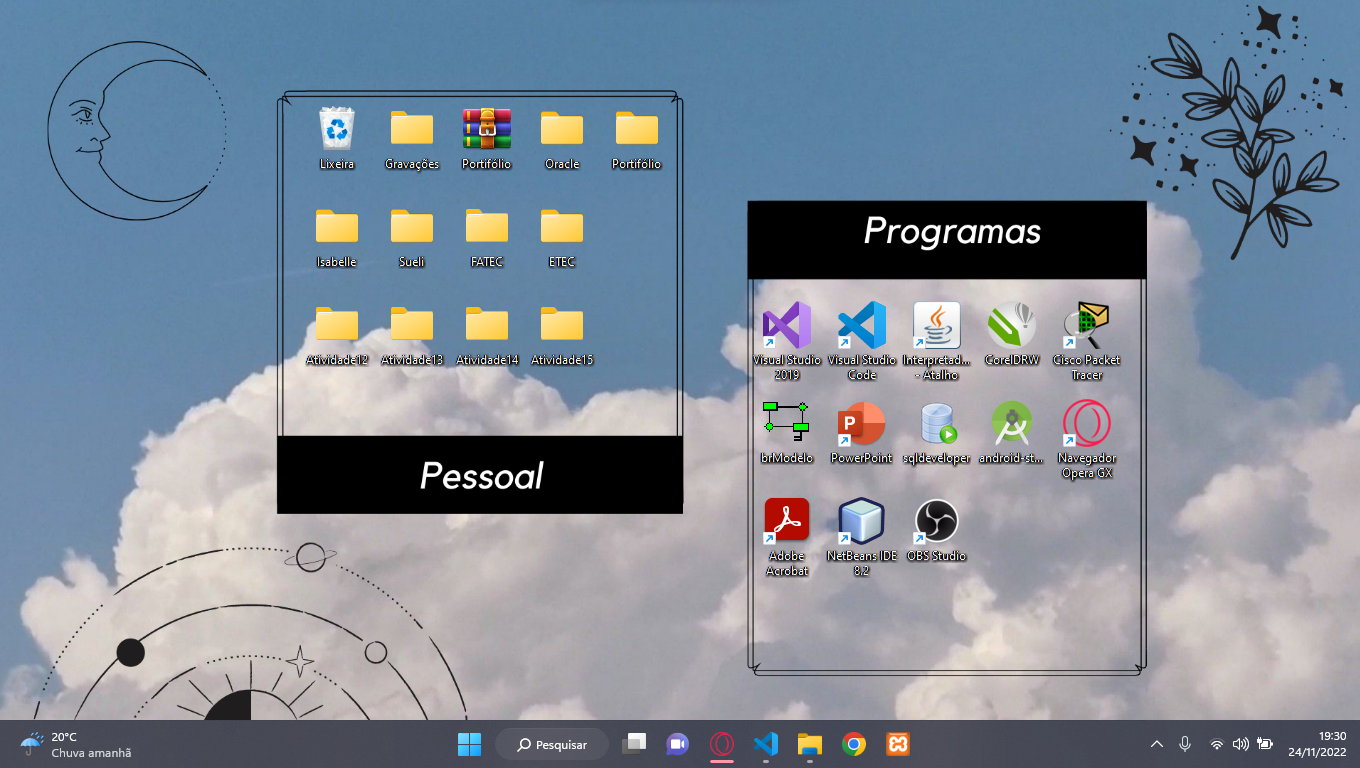 Lixeira
Gravações
Portifólio
Oracle
Portifólio
Isabelle
Sueli
FATEC
ETEC
Atividade12
Atividade13
Atividade14
Atividade15
Pessoal
Programas
Visual Studio
2019
Visual Studio
Code
Interpretad...
- Atalho
CorelDRW
Cisco Packet
Tracer
brModelo
P
PowerPoint
sqldeveloper
android-st...
Navegador
Opera GX
Adobe
Acrobat
NetBeans IDE
8.2
OBS Studio
20°C
Chuva amanhã
Pesquisar
19:30
24/11/2022